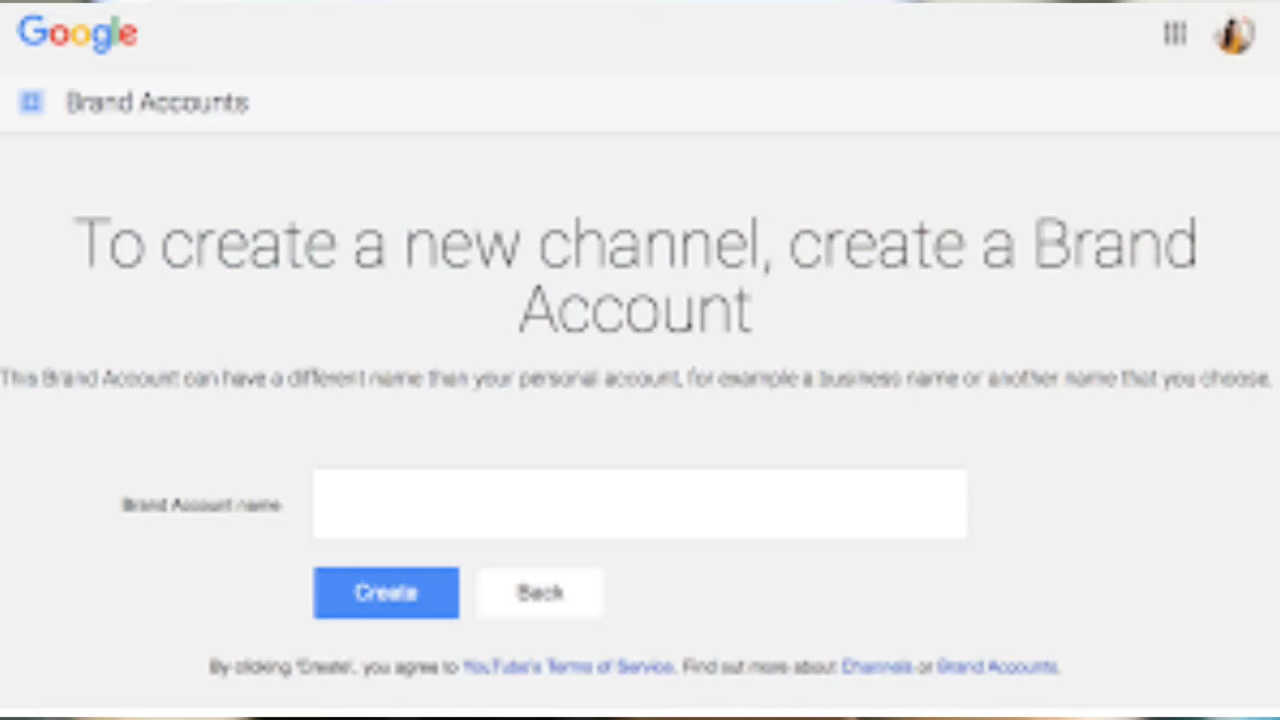 Google
Brand Accounts
To create a new channel, create a Brand
Account
This Brand Account can have a different name than your personal account, for example a business name or another name that you choose.
Brand Account name
Create
Back
By clicking 'Create', you agree to YouTube's Terms of Service. Find out more about Channels or Brand Accounts.